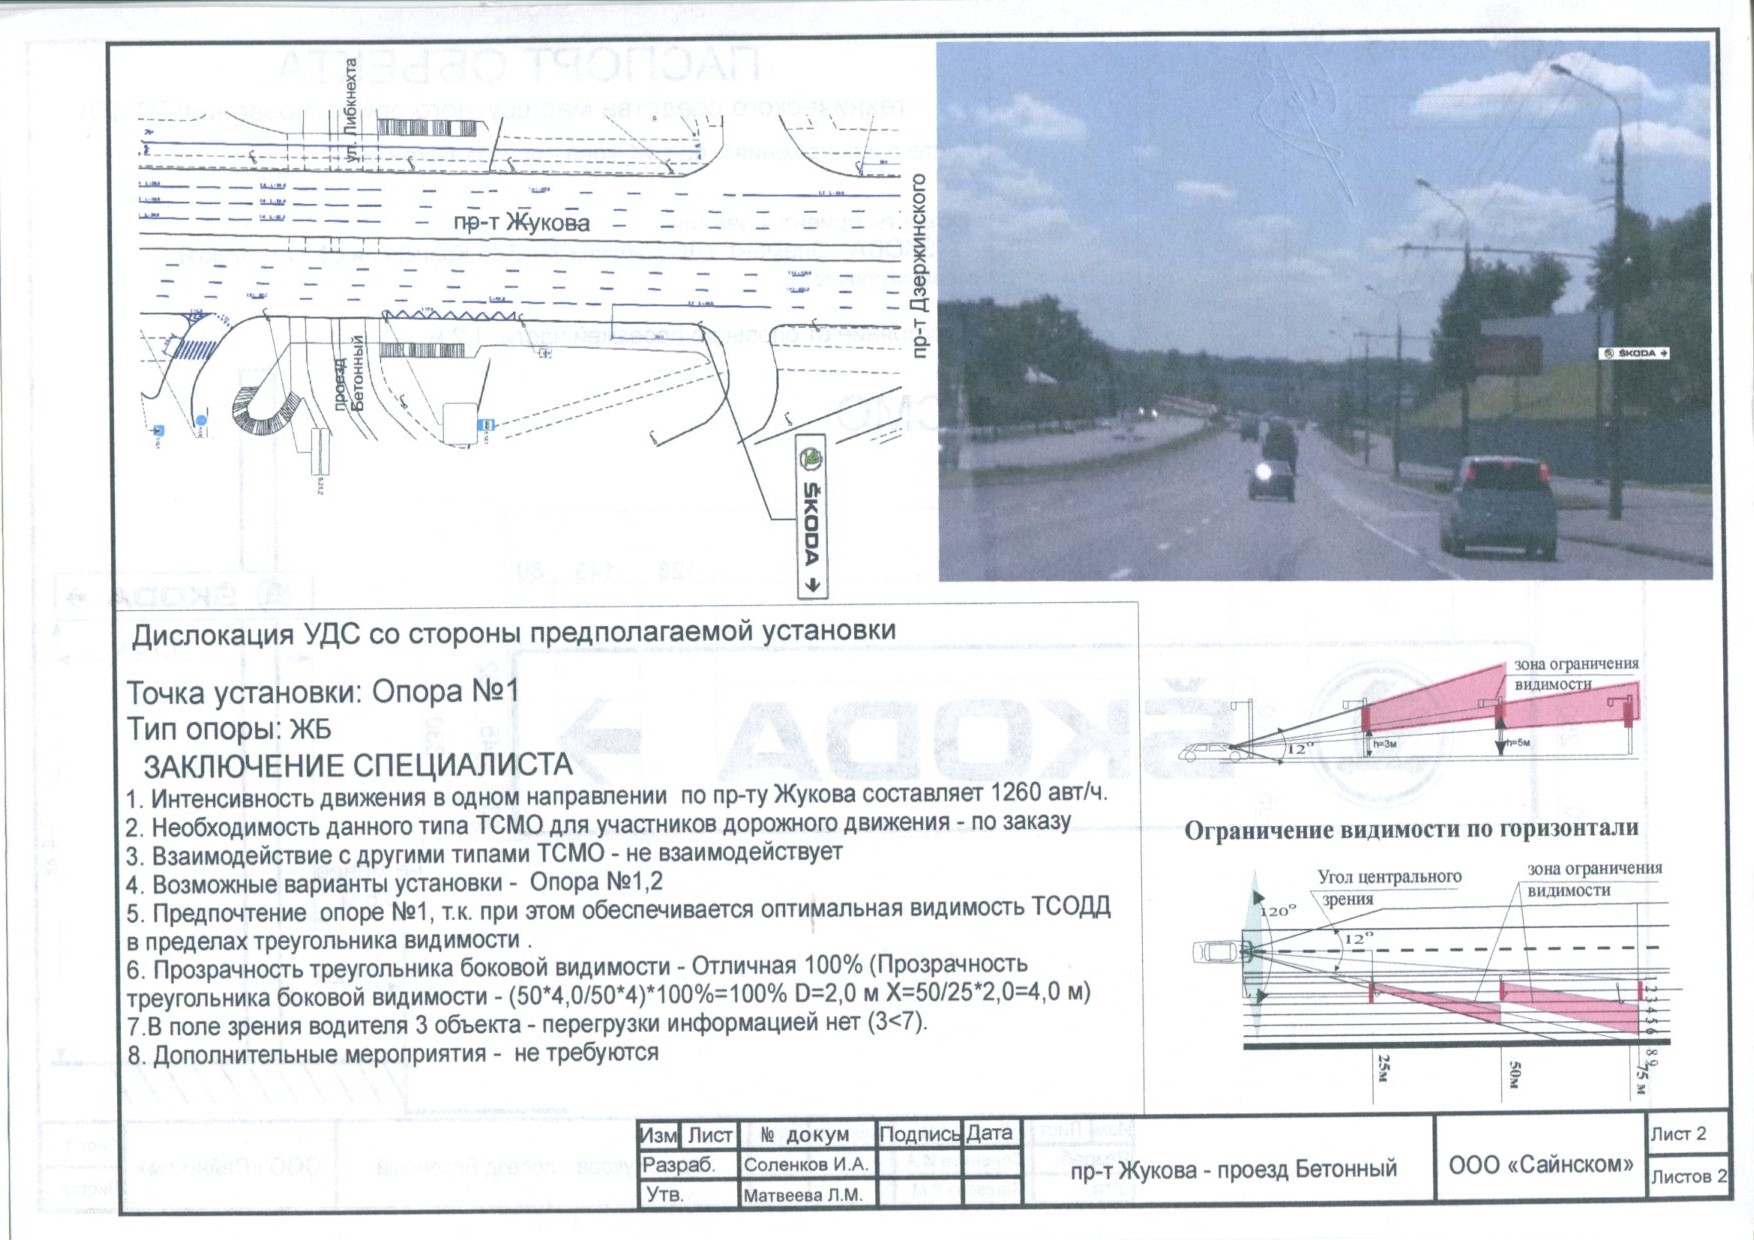 ул. Либкнехта
пр-т Жукова
пр-т Дзержинского
проезд
Бетонный
ŠKODA
ŠKODA
Дислокация УДС со стороны предполагаемой установки
Точка установки: Опора №1
Тип опоры: ЖБ
ЗАКЛЮЧЕНИЕ СПЕЦИАЛИСТА
1. Интенсивность движения в одном направлении по пр-ту Жукова составляет 1260 авт/ч.
2. Необходимость данного типа ТСМО для участников дорожного движения - по заказу
3. Взаимодействие с другими типами ТСМО - не взаимодействует
4. Возможные варианты установки - Опора №1,2
5. Предпочтение опоре №1, т.к. при этом обеспечивается оптимальная видимость ТСОДД
в пределах треугольника видимости .
6. Прозрачность треугольника боковой видимости - Отличная 100% (Прозрачность
треугольника боковой видимости - (50*4,0/50*4)*100%=100% D=2,0 м X=50/25*2,0=4,0 м)
7.В поле зрения водителя 3 объекта - перегрузки информацией нет (3<7).
8. Дополнительные мероприятия - не требуются
зона ограничения
видимости
12°
h=3м
h=5м
Ограничение видимости по горизонтали
Угол центрального
зрения
зона ограничения
видимости
120°
12°
1 2 3 4 5 6 8 9
25м
50м
75 м
Изм Лист № докум Подпись Дата
Разраб. Соленков И.А.
Утв. Матвеева Л.М.
пр-т Жукова - проезд Бетонный
ООО «Сайнском»
Лист 2
Листов 2